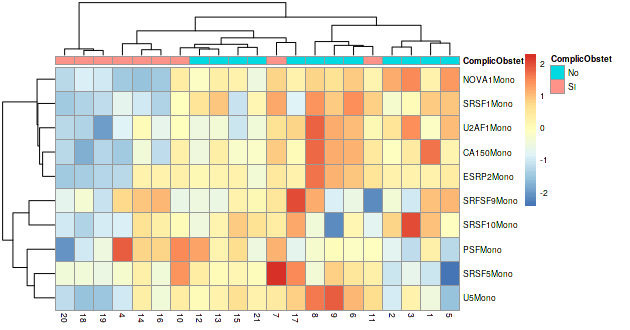 ComplicObstet
ComplicObstet
No
SI
2
1
0
-1
-2
NOVA1Mono
SRSF1Mono
U2AF1Mono
CA150Mono
ESRP2Mono
SRFSF9Mono
SRSF10Mono
PSFMono
SRSF5Mono
U5Mono
20 18 19 4 14 16 10 12 13 15 21 7 17 8 9 6 11 2 3 1 5